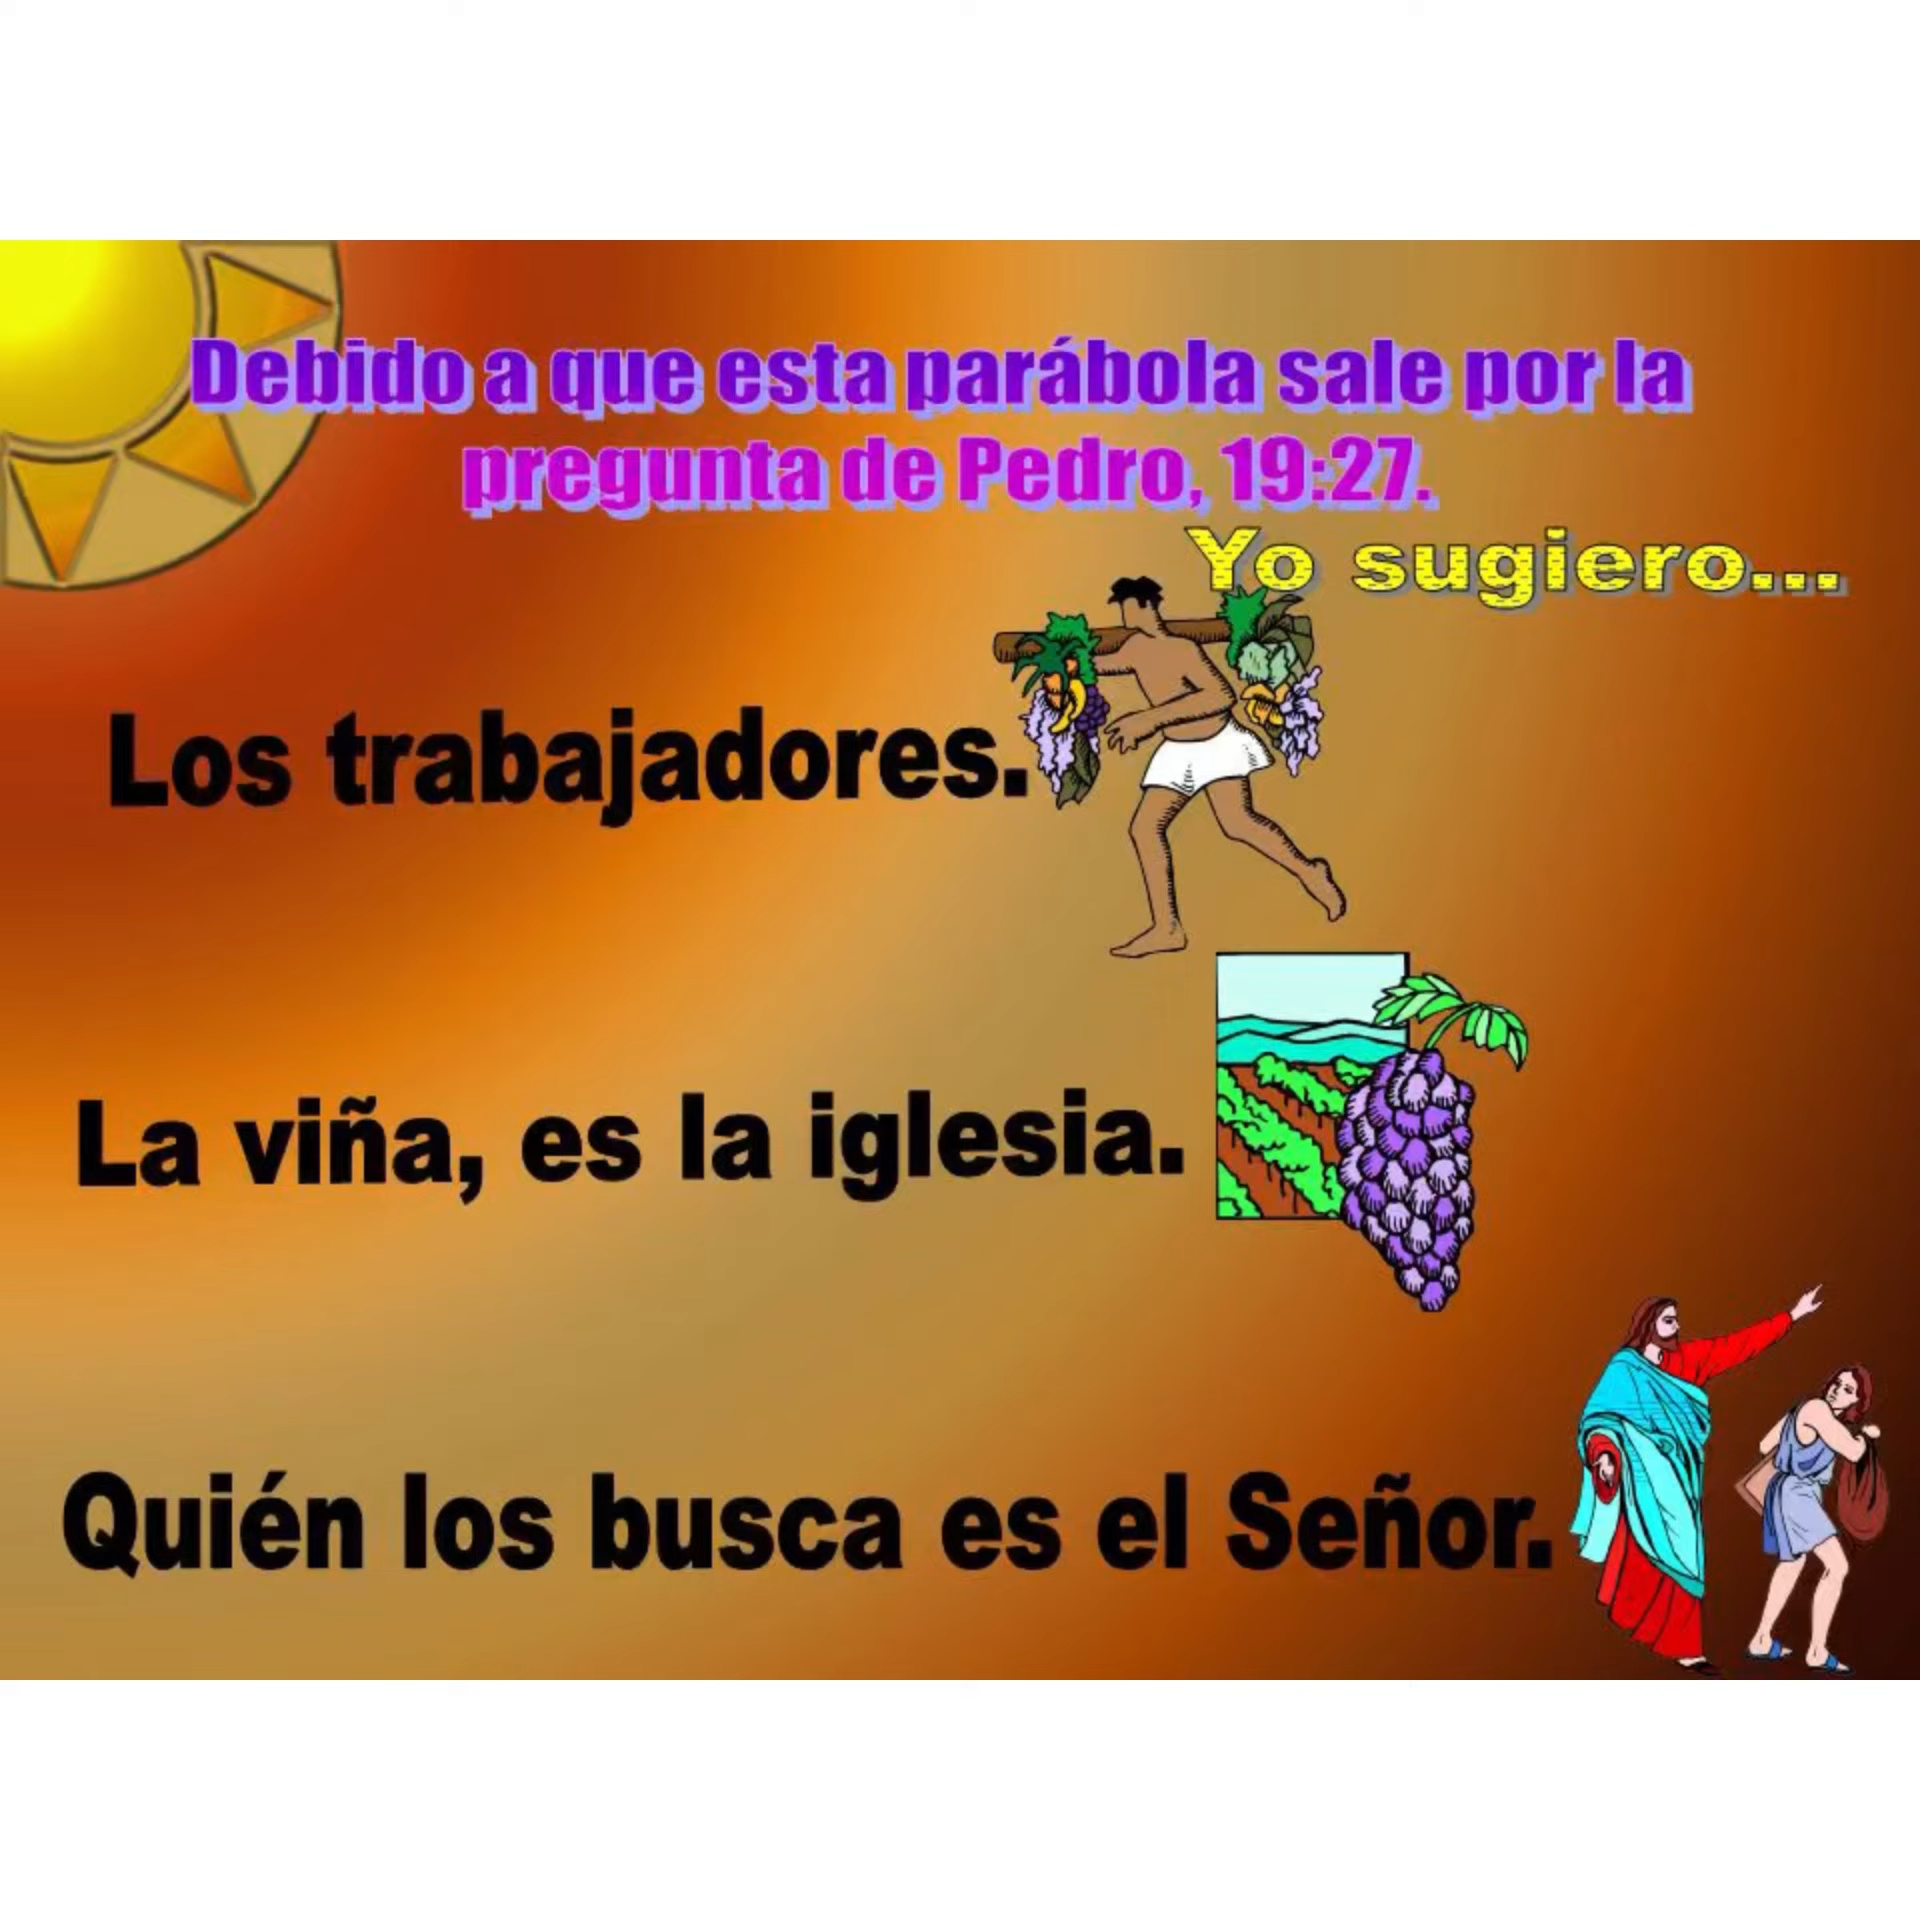 Debido a que esta parábola sale por la
pregunta de Pedro, 19:27.
Yo sugiero...
Los trabajadores.
La viña, es la iglesia.
Quién los busca es el Señor.